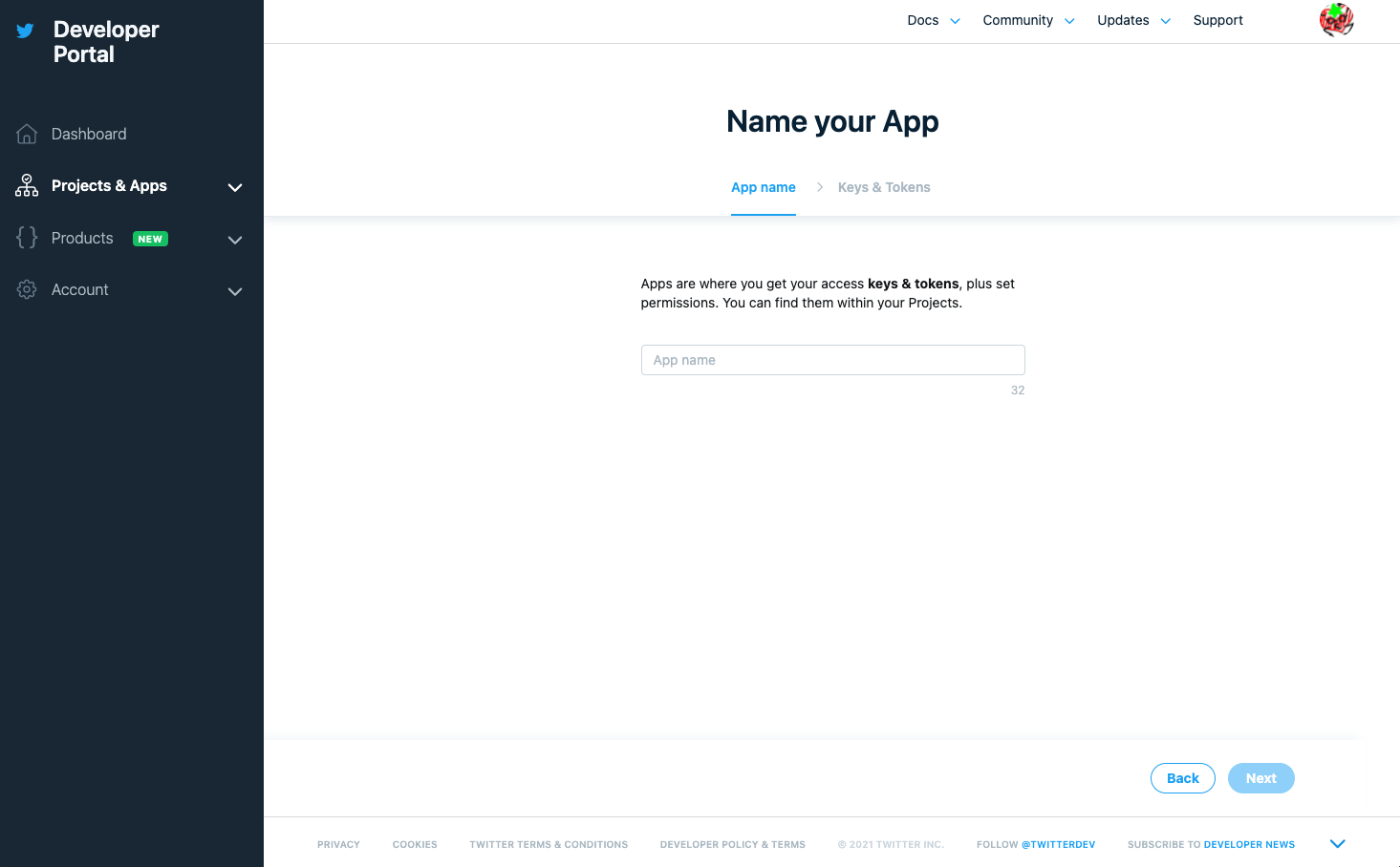 Developer
Portal
Dashboard
Projects & Apps
Products NEW
Account
Docs Community Updates Support
Name your App
App name Keys & Tokens
Apps are where you get your access keys & tokens, plus set
permissions. You can find them within your Projects.
App name
32
Back Next
PRIVACY COOKIES TWITTER TERMS & CONDITIONS DEVELOPER POLICY & TERMS © 2021 TWITTER INC. FOLLOW @TWITTERDEV SUBSCRIBE TO DEVELOPER NEWS